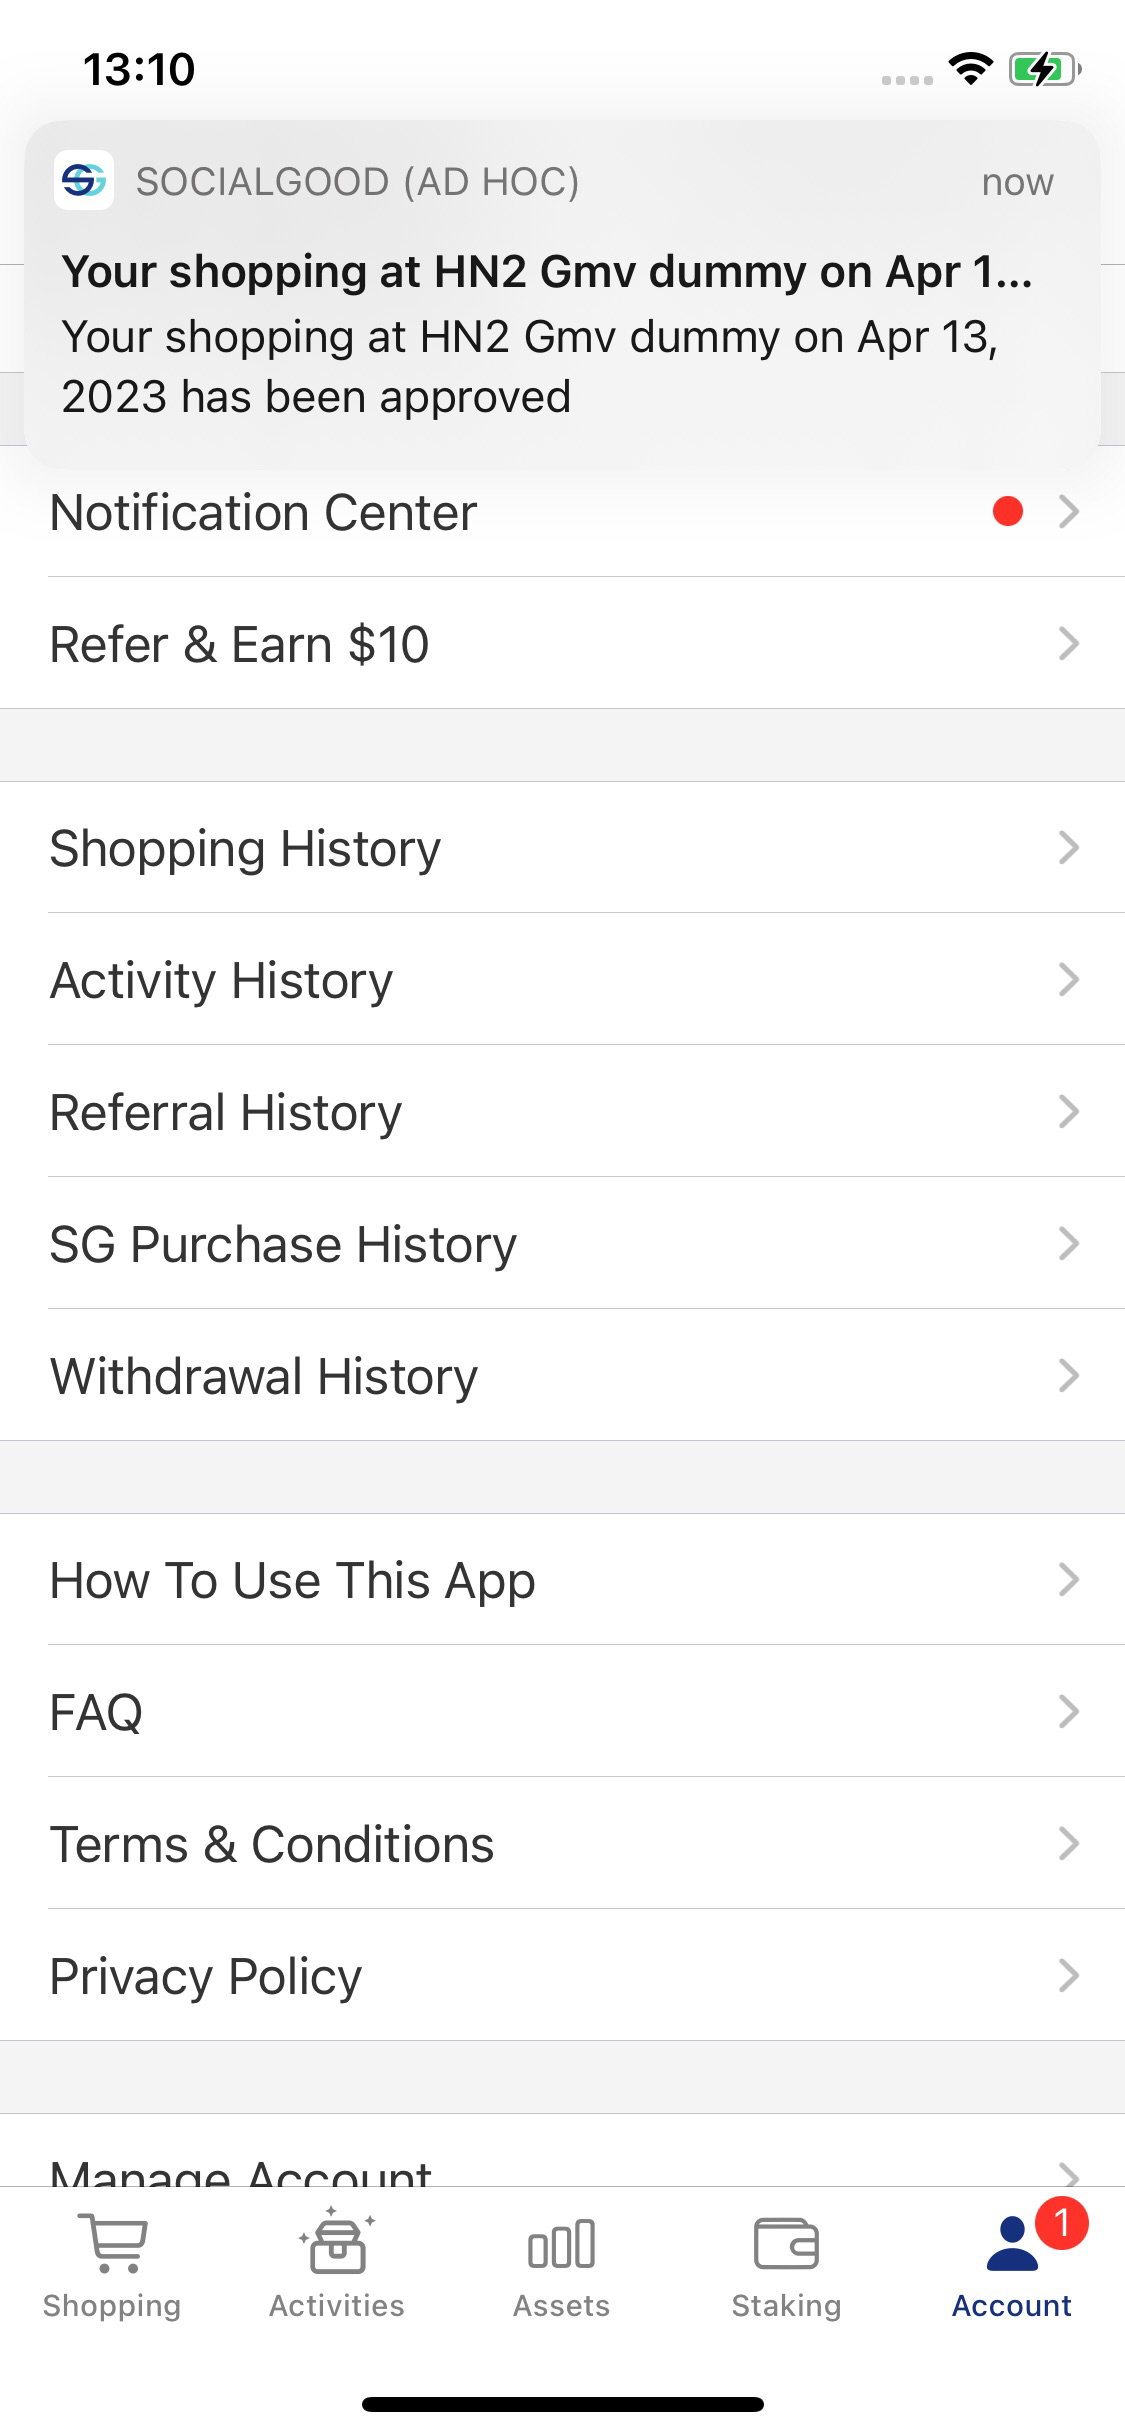 13:10
SOCIALGOOD (AD HOC)
now
Your shopping at HN2 Gmv dummy on Apr 1...
Your shopping at HN2 Gmv dummy on Apr 13,
2023 has been approved
Notification Center
Refer & Earn $10
Shopping History
Activity History
Referral History
SG Purchase History
Withdrawal History
How To Use This App
FAQ
Terms & Conditions
Privacy Policy
Manage Account
1
Shopping
Activities
Assets
Staking
Account